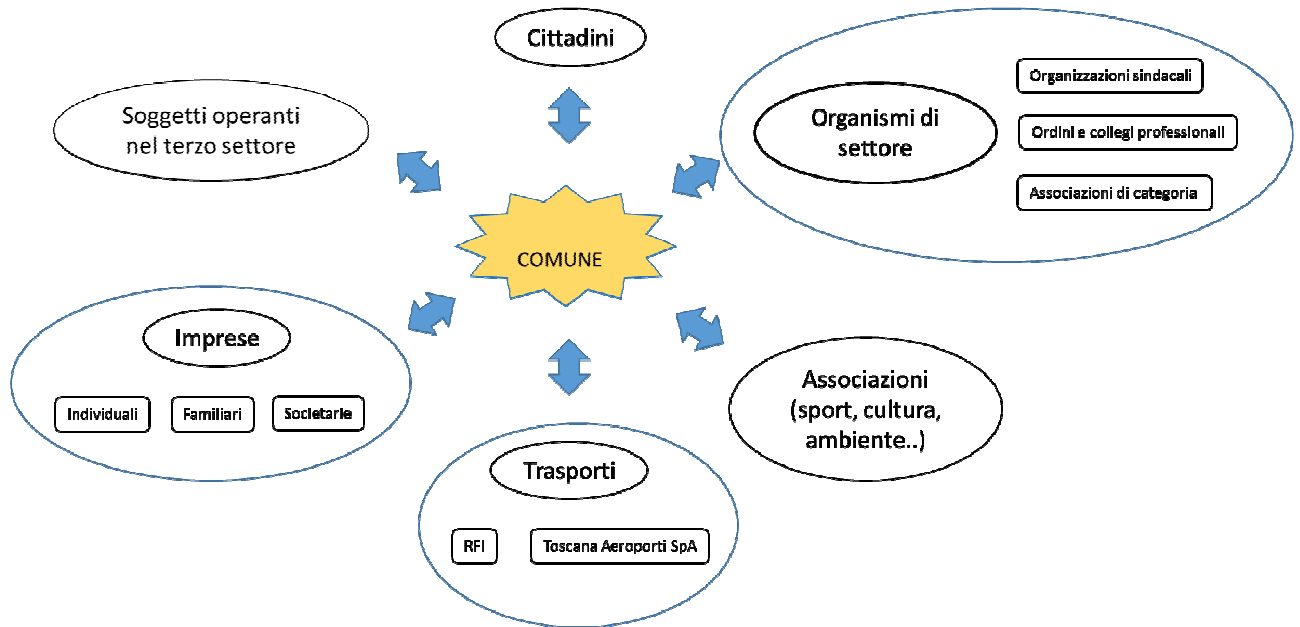 Cittadini
Soggetti operanti
nel terzo settore
Organismi di
settore
Organizzazioni sindacali
Ordini e collegi professionali
Associazioni di categoria
COMUNE
Imprese
Individuali
Familiari
Societarie
Associazioni
(sport, cultura,
ambiente..)
Trasporti
RFI
Toscana Aeroporti SpA